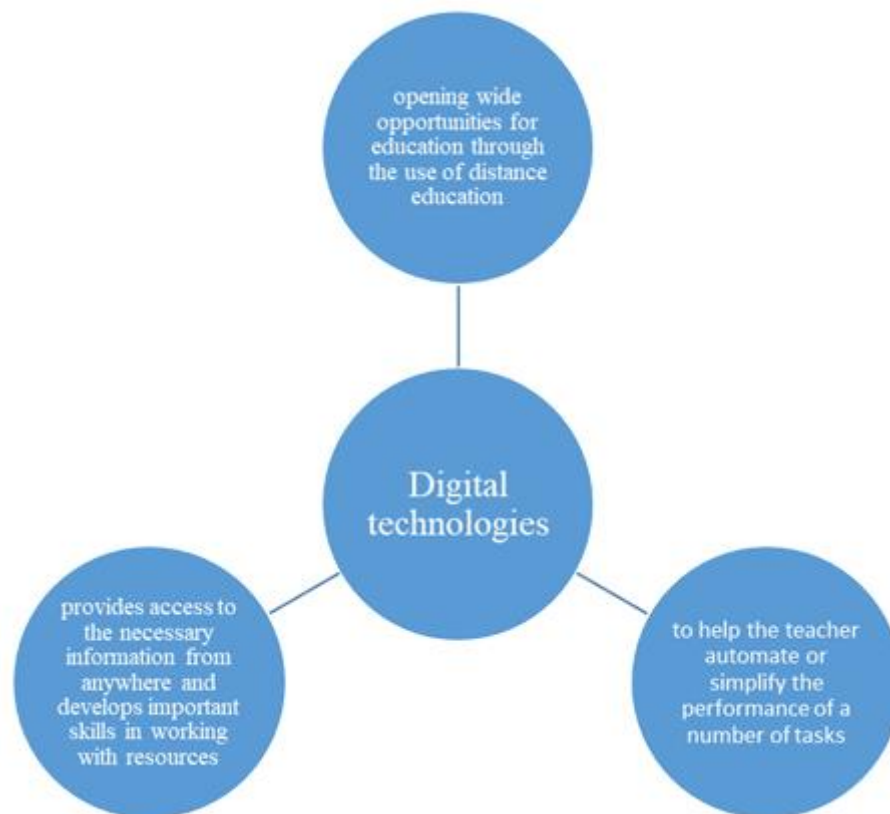 opening wide
opportunities for
education through
the use of distance
education
Digital
technologies
provides access to
the necessary
information from
anywhere and
develops important
skills in working
with resources
to help the teacher
automate or
simplify the
performance of a
number of tasks